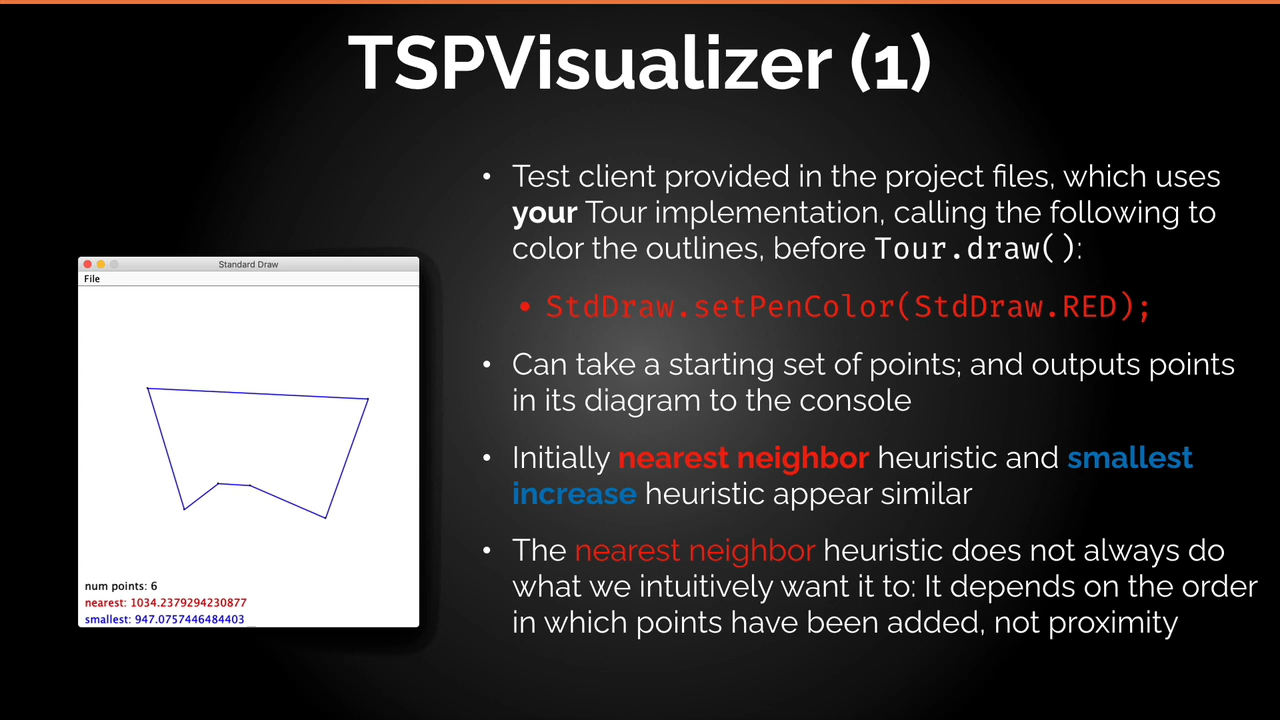 TSPVisualizer (1)
• Test client provided in the project files, which uses
your Tour implementation, calling the following to
color the outlines, before Tour.draw():
• StdDraw.setPenColor(StdDraw.RED);
• Can take a starting set of points; and outputs points
in its diagram to the console
• Initially nearest neighbor heuristic and smallest
increase heuristic appear similar
• The nearest neighbor heuristic does not always do
what we intuitively want it to: It depends on the order
in which points have been added, not proximity
Standard Draw
File
num points: 6
nearest: 1034.2379294230877
smallest: 947.0757446484403